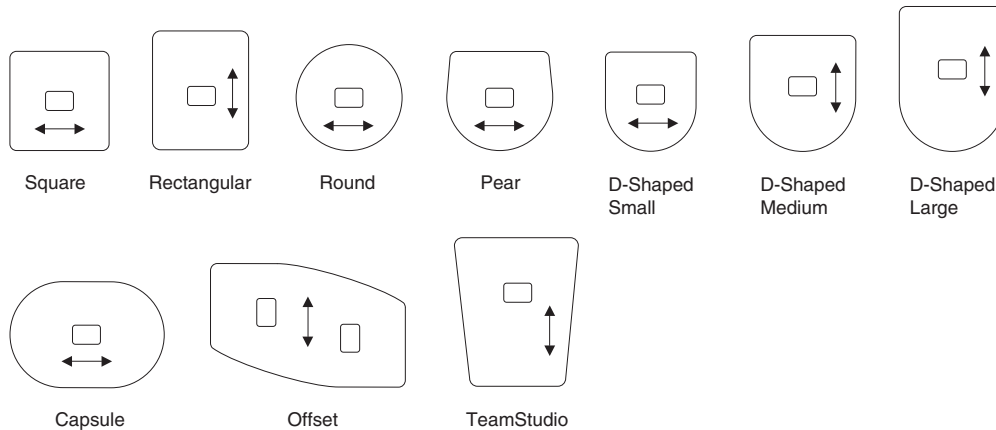 Square
Rectangular
Round
Pear
D-Shaped
Small
D-Shaped
Medium
D-Shaped
Large
Capsule
Offset
TeamStudio